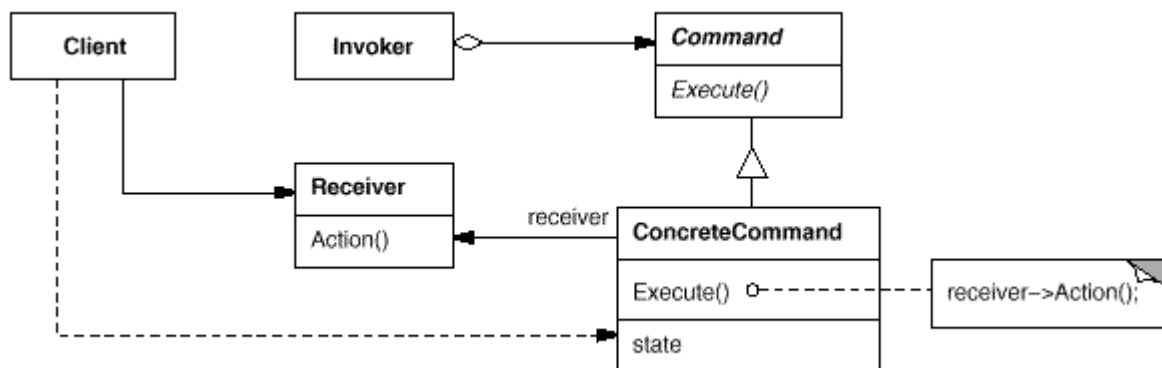 Client
Invoker
Command
Execute()
Receiver
Action()
receiver
ConcreteCommand
Execute()
receiver–>Action();
state